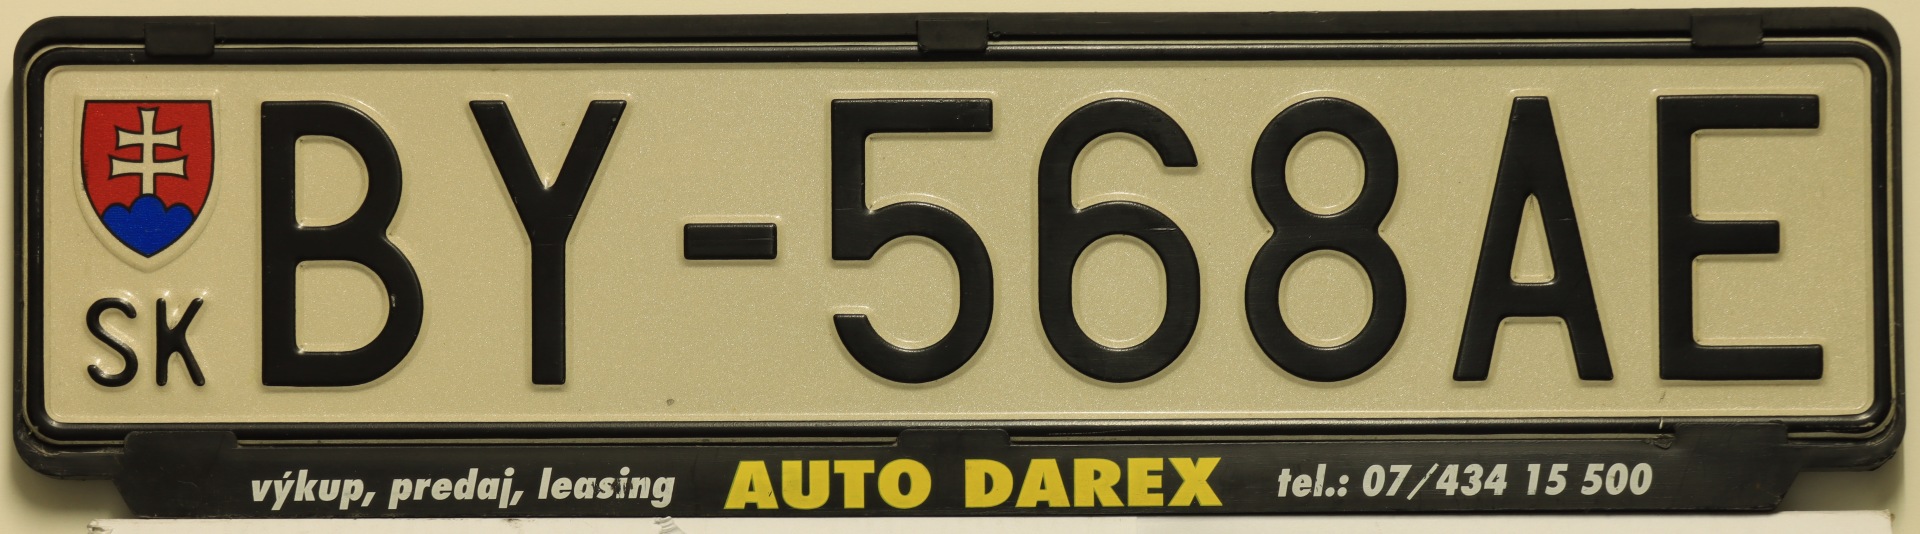 SK BY-568AE
výkup, predaj, leasing AUTO DAREX tel.: 07/434 15 500